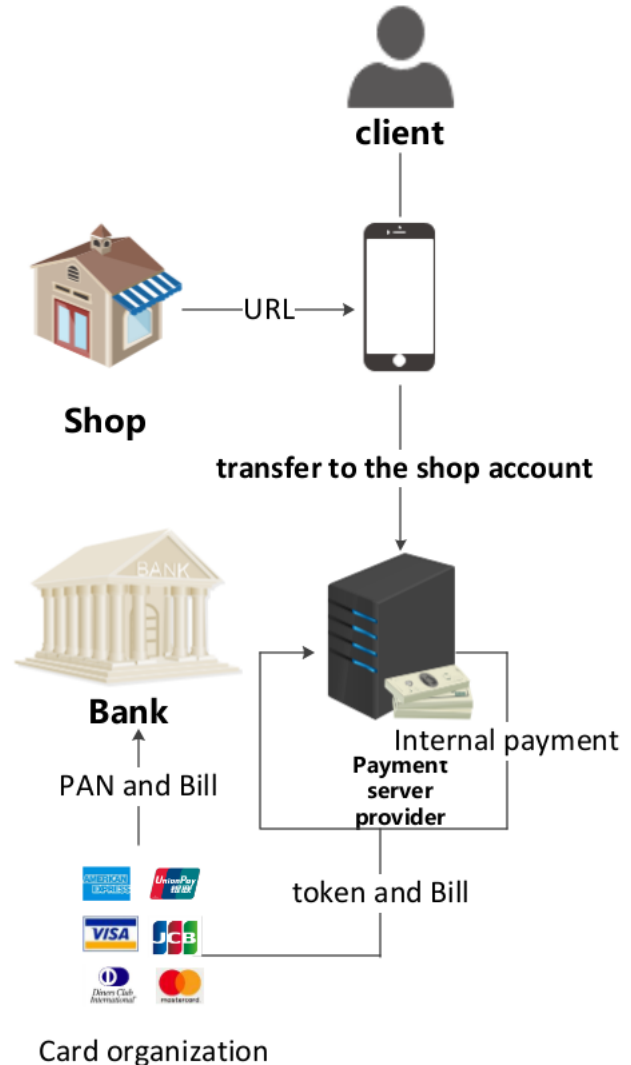 client
URL
Shop
transfer to the shop account
BANK
Bank
Internal payment
Payment
server
provider
PAN and Bill
AMERICAN
EXPRESS
UnionPay
银联
token and Bill
VISA
JCB
Diners Club
International
mastercard
Card organization